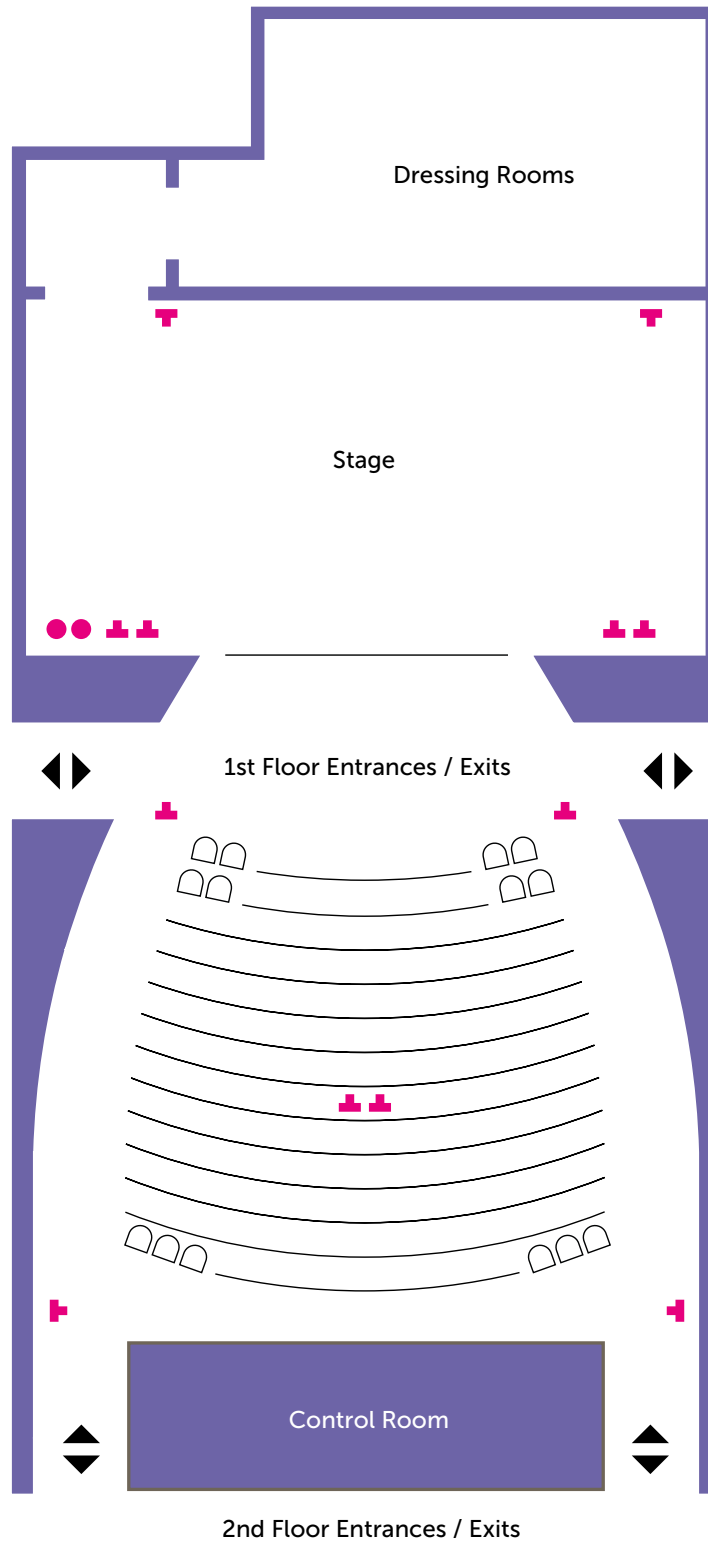 Dressing Rooms
Stage
1st Floor Entrances / Exits
Control Room
2nd Floor Entrances / Exits